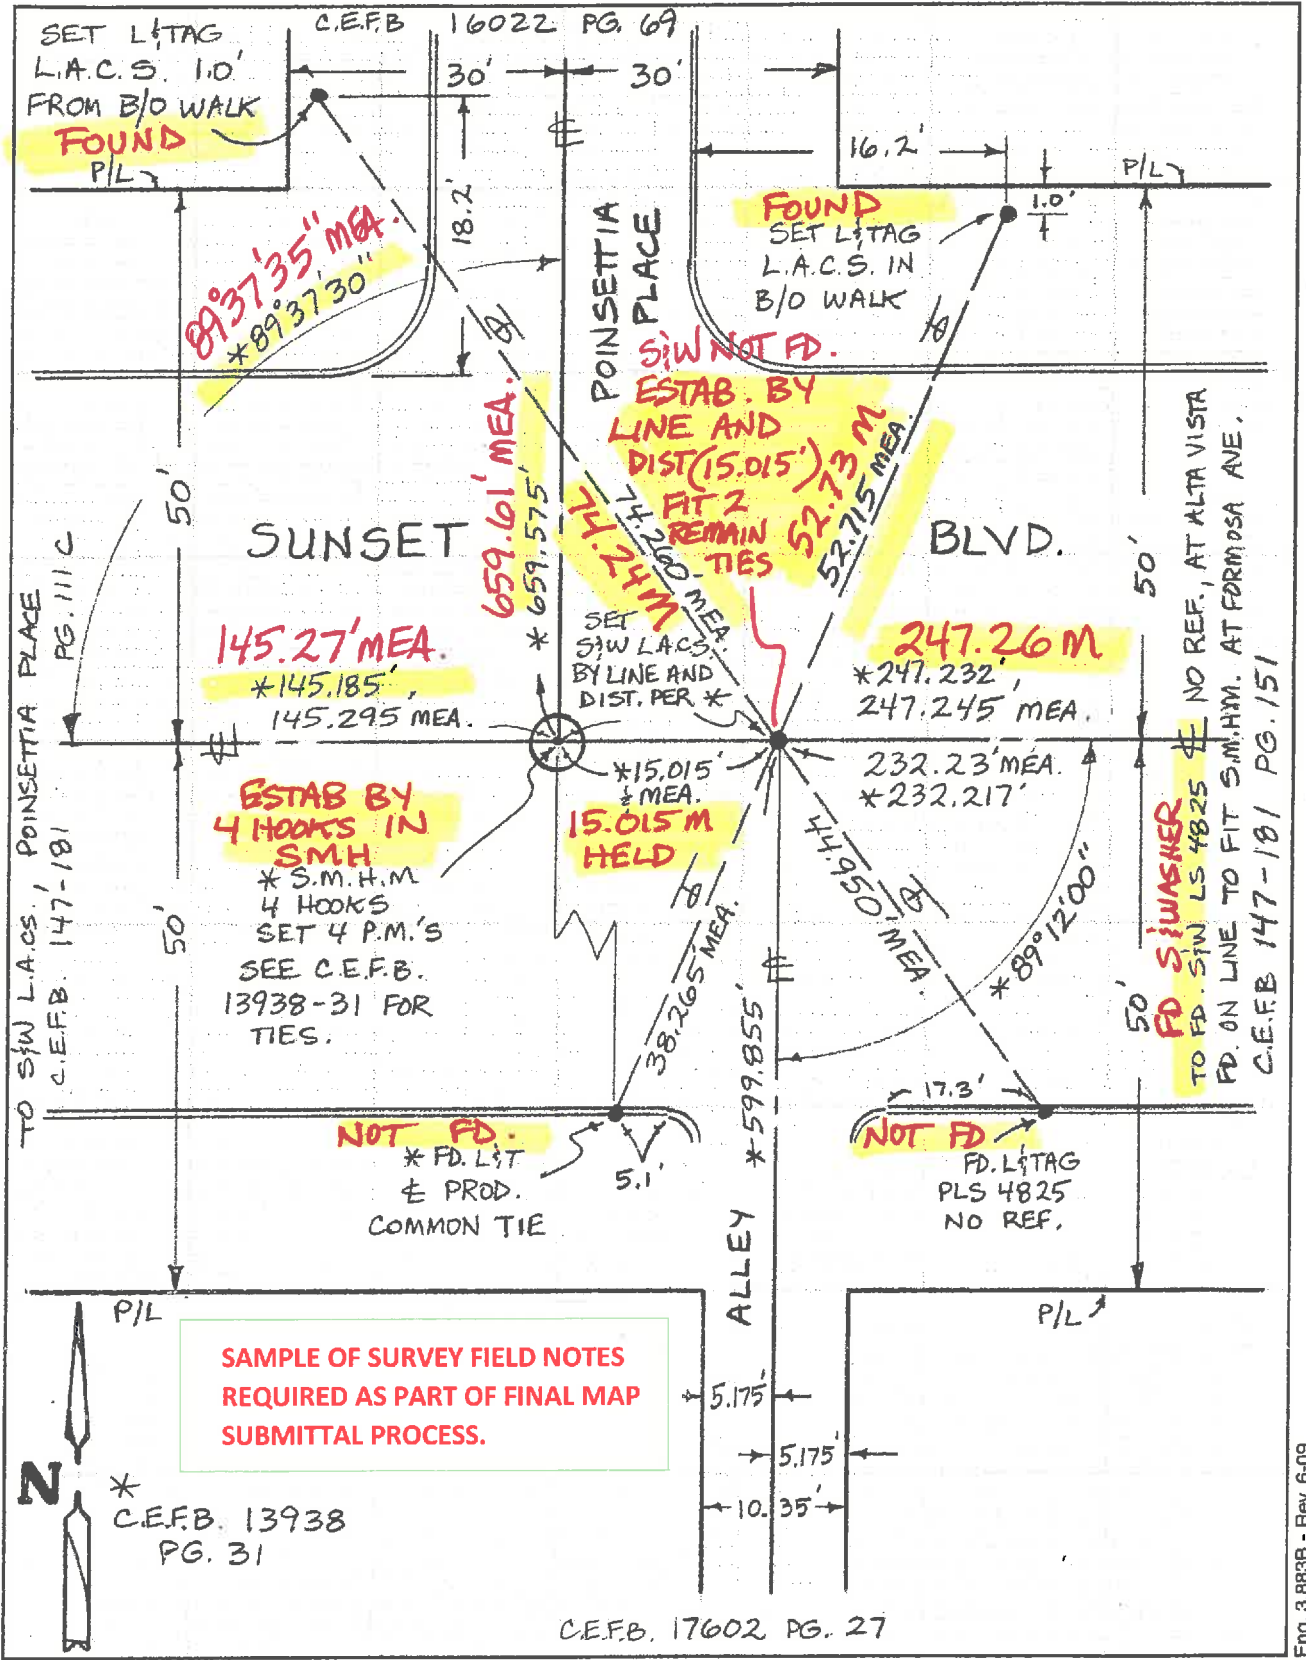 C.E.F.B 16022 PG. 69
SET L&TAG
L.A.C.S. 1.0'
FROM B/O WALK
FOUND
P/L
30'
30'
℄
18.2'
16.2'
P/L
1.0'
FOUND
SET L&TAG
L.A.C.S. IN
B/O WALK
POINSETTIA
PLACE
89°37'35" MEA.
*89°37'30"
S&W NOT FD.
ESTAB. BY
LINE AND
DIST(15.015')
FIT 2
REMAIN
TIES
659.61' MEA.
* 659.575'
74.24 M
74.260' MEA.
52.73 M
52.715 MEA.
50'
50'
SUNSET
BLVD.
145.27' MEA.
*145.185',
145.295 MEA.
SET
S&W L.A.C.S.
BY LINE AND
DIST. PER *
247.26 M
*247.232',
247.245' MEA.
℄
℄
*15.015'
& MEA.
15.015 M
HELD
232.23' MEA.
*232.217'
ESTAB BY
4 HOOKS IN
SMH
* S.M.H.M
4 HOOKS
SET 4 P.M.'S
SEE C.E.F.B.
13938-31 FOR
TIES.
TO S&W L.A.CS., POINSETTIA PLACE
C.E.F.B. 147-181 PG. 111 C
38.265 MEA.
44.950' MEA.
℄
* 89°12'00"
* 599.855'
50'
50'
FD S&WASHER
TO FD. S&W LS 4825 NO REF., AT ALTA VISTA
FD. ON LINE TO FIT S.M.H.M. AT FORMOSA AVE.
C.E.F.B 147-181 PG. 151
NOT FD.
* FD. L&T
℄ PROD.
COMMON TIE
5.1'
17.3'
NOT FD
FD. L&TAG
PLS 4825
NO REF.
ALLEY
P/L
P/L
SAMPLE OF SURVEY FIELD NOTES
REQUIRED AS PART OF FINAL MAP
SUBMITTAL PROCESS.
5.175'
5.175'
10.35'
N
*
C.E.F.B. 13938
PG. 31
C.E.F.B. 17602 PG. 27
Eng. 3.883B - Rev. 6-09